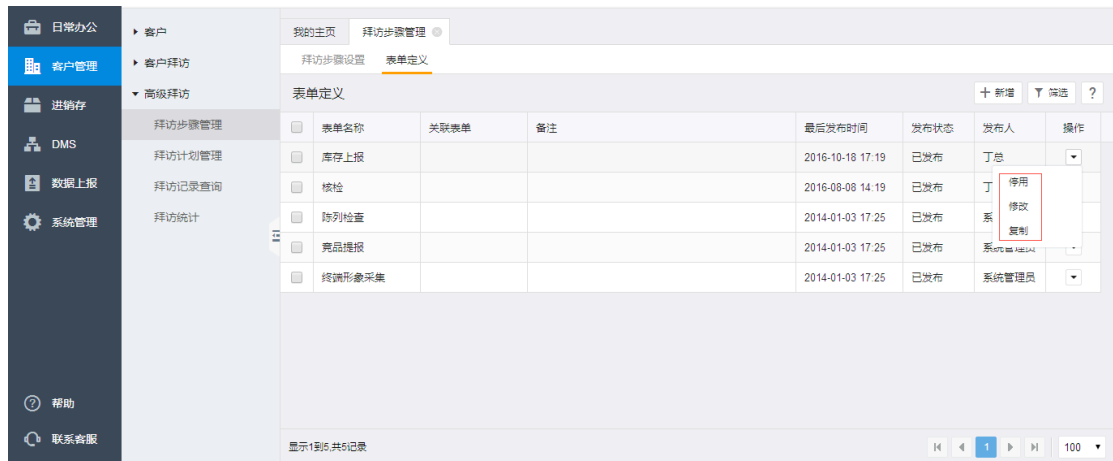 日常办公
客户管理
进销存
DMS
数据上报
系统管理
帮助
联系客服
客户
客户拜访
高级拜访
拜访步骤管理
拜访计划管理
拜访记录查询
拜访统计
我的主页 拜访步骤管理
拜访步骤设置 表单定义
表单定义 新增 筛选 ?
表单名称 关联表单 备注 最后发布时间 发布状态 发布人 操作
库存上报 2016-10-18 17:19 已发布 丁总
核检 2016-08-08 14:19 已发布 丁
陈列检查 2014-01-03 17:25 已发布 系
竞品提报 2014-01-03 17:25 已发布 系统管理员
终端形象采集 2014-01-03 17:25 已发布 系统管理员
停用
修改
复制
显示1到5,共5记录 1 100